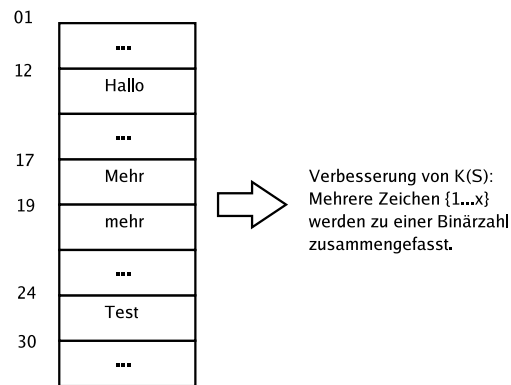 01
...
12
Hallo
...
17
Mehr
19
mehr
...
24
Test
30
...
Verbesserung von K(S):
Mehrere Zeichen {1...x}
werden zu einer Binärzahl
zusammengefasst.